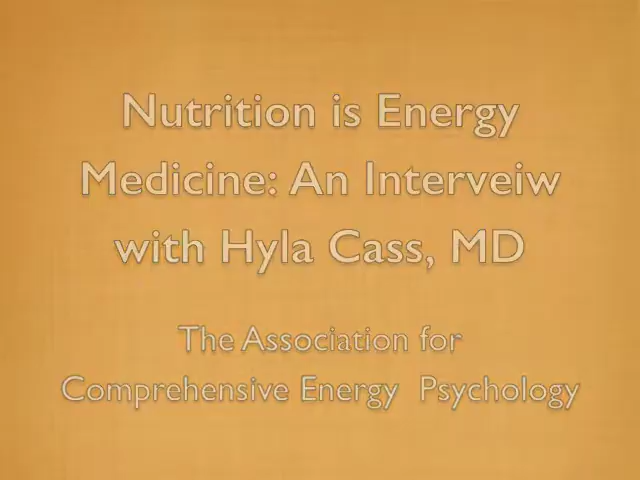 Nutrition is Energy
Medicine: An Interveiw
with Hyla Cass, MD
The Association for
Comprehensive Energy Psychology